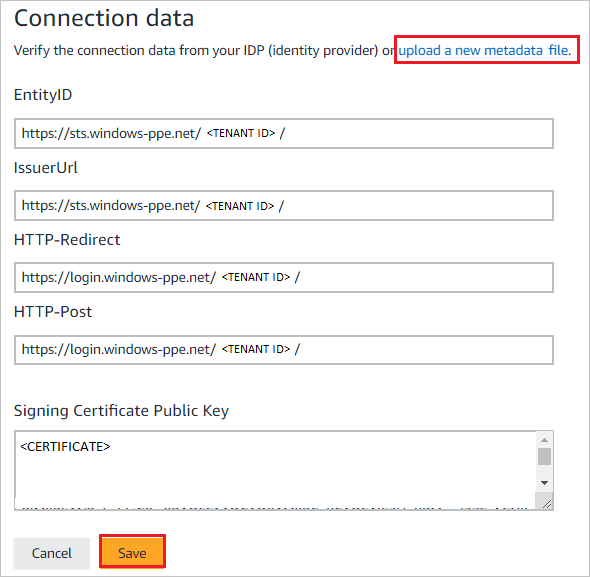 Connection data
Verify the connection data from your IDP (identity provider) or upload a new metadata file.
EntityID
https://sts.windows-ppe.net/ <TENANT ID> /
IssuerUrl
https://sts.windows-ppe.net/ <TENANT ID> /
HTTP-Redirect
https://login.windows-ppe.net/ <TENANT ID> /
HTTP-Post
https://login.windows-ppe.net/ <TENANT ID> /
Signing Certificate Public Key
<CERTIFICATE>
Cancel Save